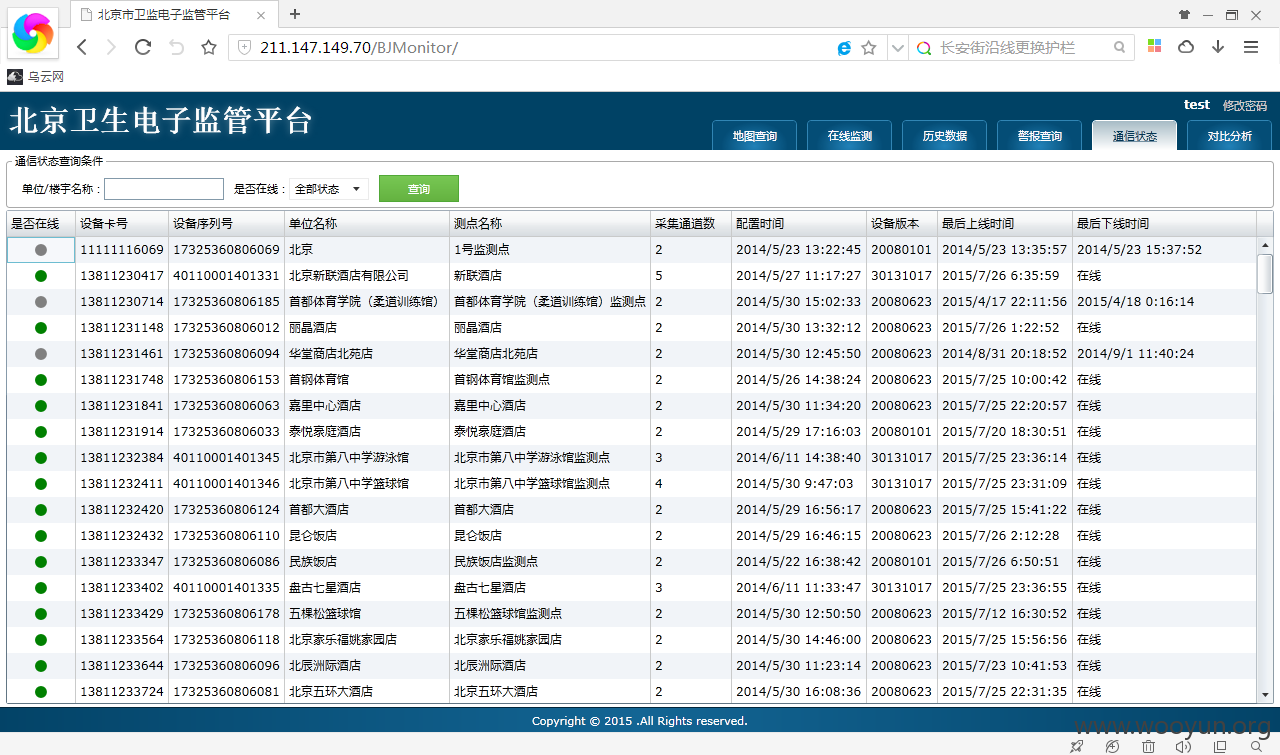 北京市卫监电子监管平台
211.147.149.70/BJMonitor/
长安街沿线更换护栏
乌云网
北京卫生电子监管平台
test 修改密码
地图查询 在线监测 历史数据 警报查询 通信状态 对比分析
通信状态查询条件
单位/楼宇名称： 是否在线： 全部状态 查询
是否在线 设备卡号 设备序列号 单位名称 测点名称 采集通道数 配置时间 设备版本 最后上线时间 最后下线时间
11111116069 17325360806069 北京 1号监测点 2 2014/5/23 13:22:45 20080101 2014/5/23 13:35:57 2014/5/23 15:37:52
13811230417 40110001401331 北京新联酒店有限公司 新联酒店 5 2014/5/27 11:17:27 30131017 2015/7/26 6:35:59 在线
13811230714 17325360806185 首都体育学院（柔道训练馆） 首都体育学院（柔道训练馆）监测点 2 2014/5/30 15:02:33 20080623 2015/4/17 22:11:56 2015/4/18 0:16:14
13811231148 17325360806012 丽晶酒店 丽晶酒店 2 2014/5/30 13:32:12 20080623 2015/7/26 1:22:52 在线
13811231461 17325360806094 华堂商店北苑店 华堂商店北苑店 2 2014/5/30 12:45:50 20080623 2014/8/31 20:18:52 2014/9/1 11:40:24
13811231748 17325360806153 首钢体育馆 首钢体育馆监测点 2 2014/5/26 14:38:24 20080623 2015/7/25 10:00:42 在线
13811231841 17325360806063 嘉里中心酒店 嘉里中心酒店 2 2014/5/30 11:34:20 20080623 2015/7/25 22:20:57 在线
13811231914 17325360806033 泰悦豪庭酒店 泰悦豪庭酒店 2 2014/5/29 17:16:03 20080101 2015/7/20 18:30:51 在线
13811232384 40110001401345 北京市第八中学游泳馆 北京市第八中学游泳馆监测点 3 2014/6/11 14:38:40 30131017 2015/7/25 23:36:14 在线
13811232411 40110001401346 北京市第八中学篮球馆 北京市第八中学篮球馆监测点 4 2014/5/30 9:47:03 30131017 2015/7/25 23:31:09 在线
13811232420 17325360806124 首都大酒店 首都大酒店 2 2014/5/29 16:56:17 20080623 2015/7/25 15:41:22 在线
13811232432 17325360806110 昆仑饭店 昆仑饭店 2 2014/5/29 16:46:15 20080623 2015/7/26 2:12:28 在线
13811233347 17325360806086 民族饭店 民族饭店监测点 2 2014/5/22 16:38:42 20080101 2015/7/26 6:50:51 在线
13811233402 40110001401335 盘古七星酒店 盘古七星酒店 3 2014/6/11 11:33:47 30131017 2015/7/25 23:36:55 在线
13811233429 17325360806178 五棵松篮球馆 五棵松篮球馆监测点 2 2014/5/30 12:50:50 20080623 2015/7/12 16:30:52 在线
13811233564 17325360806118 北京家乐福姚家园店 北京家乐福姚家园店 2 2014/5/30 14:46:00 20080623 2015/7/25 15:56:56 在线
13811233644 17325360806096 北辰洲际酒店 北辰洲际酒店 2 2014/5/30 11:23:14 20080623 2015/7/23 10:41:53 在线
13811233724 17325360806081 北京五环大酒店 北京五环大酒店 2 2014/5/30 16:08:36 20080623 2015/7/25 22:31:35 在线
Copyright © 2015 .All Rights reserved.
www.wooyun.org